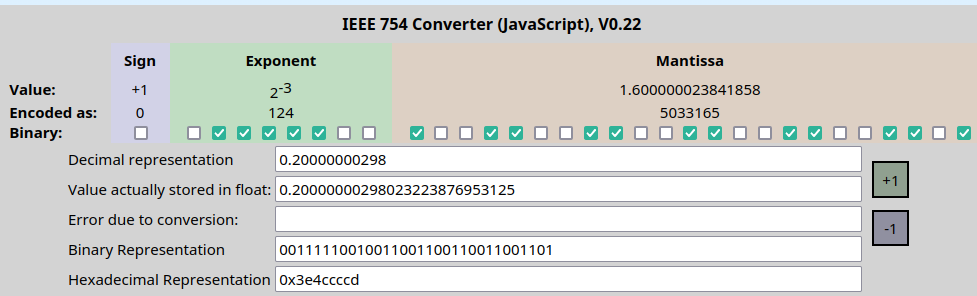 IEEE 754 Converter (JavaScript), V0.22
Sign Exponent Mantissa
Value: +1 2-3 1.600000023841858
Encoded as: 0 124 5033165
Binary:
Decimal representation 0.20000000298
Value actually stored in float: 0.20000000298023223876953125 +1
Error due to conversion:
Binary Representation 00111110010011001100110011001101 -1
Hexadecimal Representation 0x3e4ccccd